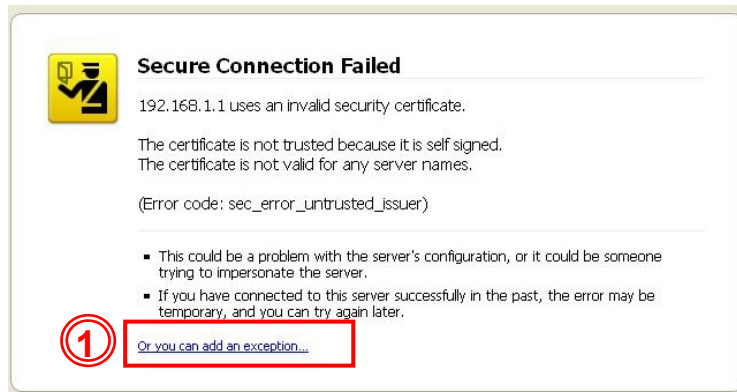 Secure Connection Failed
192.168.1.1 uses an invalid security certificate.
The certificate is not trusted because it is self signed.
The certificate is not valid for any server names.
(Error code: sec_error_untrusted_issuer)
▪ This could be a problem with the server's configuration, or it could be someone
trying to impersonate the server.
▪ If you have connected to this server successfully in the past, the error may be
temporary, and you can try again later.
1
Or you can add an exception...